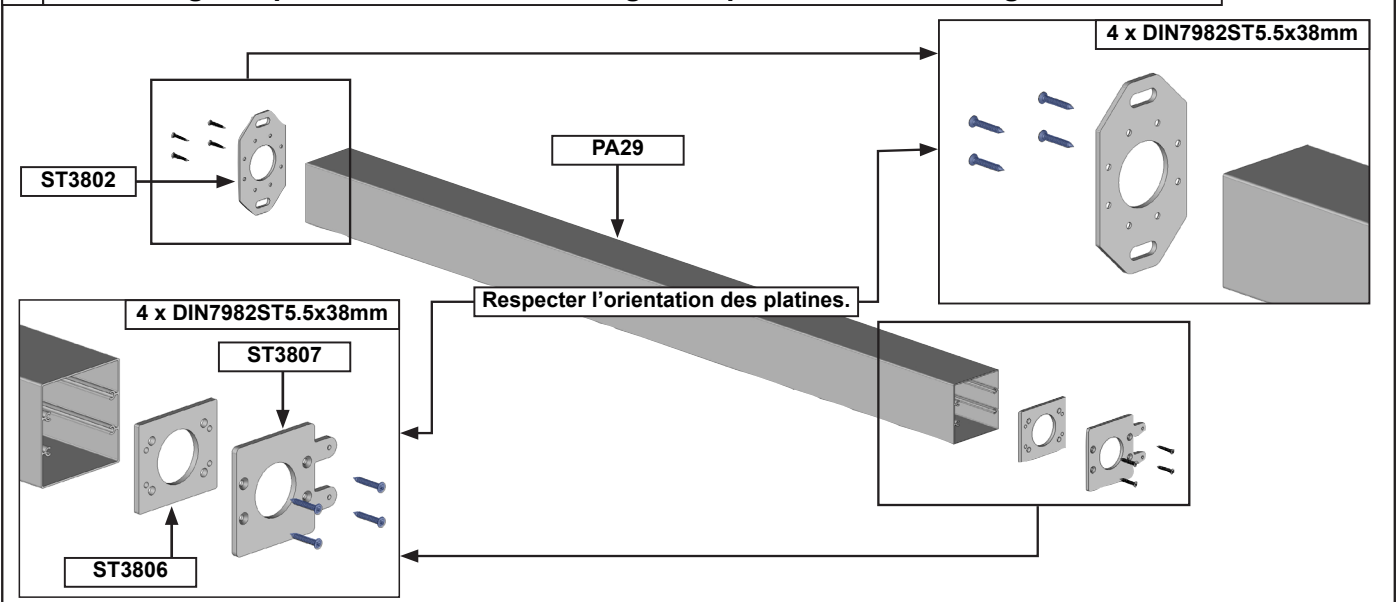 4 x DIN7982ST5.5x38mm
PA29
ST3802
Respecter l’orientation des platines.
4 x DIN7982ST5.5x38mm
ST3807
ST3806